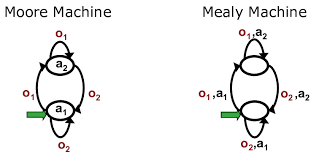 Moore Machine
Mealy Machine
o1
a2
o1
o2
a1
o2
o1,a2
o1,a1
o2,a2
o2,a1